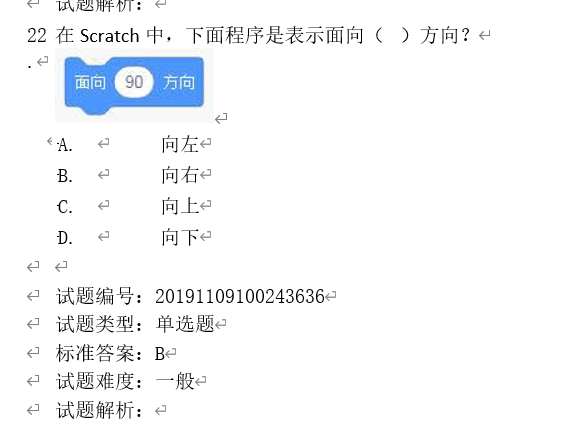 试题解析：
22 在 Scratch 中，下面程序是表示面向（ ）方向？
.
面向 90 方向
A. 向左
B. 向右
C. 向上
D. 向下
试题编号：20191109100243636
试题类型：单选题
标准答案：B
试题难度：一般
试题解析：